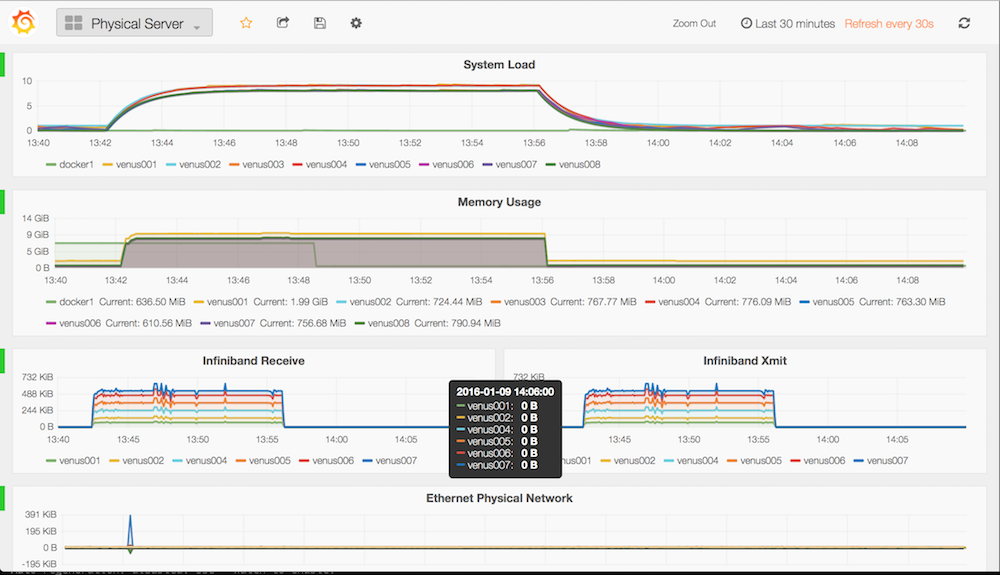 Physical Server
Zoom Out Last 30 minutes Refresh every 30s
System Load
10
5
0
13:40 13:42 13:44 13:46 13:48 13:50 13:52 13:54 13:56 13:58 14:00 14:02 14:04 14:06 14:08
docker1 venus001 venus002 venus003 venus004 venus005 venus006 venus007 venus008
Memory Usage
14 GiB
9 GiB
5 GiB
0 B
13:40 13:42 13:44 13:46 13:48 13:50 13:52 13:54 13:56 13:58 14:00 14:02 14:04 14:06 14:08
docker1 Current: 636.50 MiB venus001 Current: 1.99 GiB venus002 Current: 724.44 MiB venus003 Current: 767.77 MiB venus004 Current: 776.09 MiB venus005 Current: 763.30 MiB
venus006 Current: 610.56 MiB venus007 Current: 756.68 MiB venus008 Current: 790.94 MiB
Infiniband Receive
732 KiB
488 KiB
244 KiB
0 B
13:40 13:45 13:50 13:55 14:00 14:05
venus001 venus002 venus004 venus005 venus006 venus007
Infiniband Xmit
732 KiB
13:45 13:50 13:55 14:00 14:05
us001 venus002 venus004 venus005 venus006 venus007
2016-01-09 14:06:00
venus001: 0 B
venus002: 0 B
venus004: 0 B
venus005: 0 B
venus006: 0 B
venus007: 0 B
Ethernet Physical Network
391 KiB
195 KiB
0 B
-195 KiB